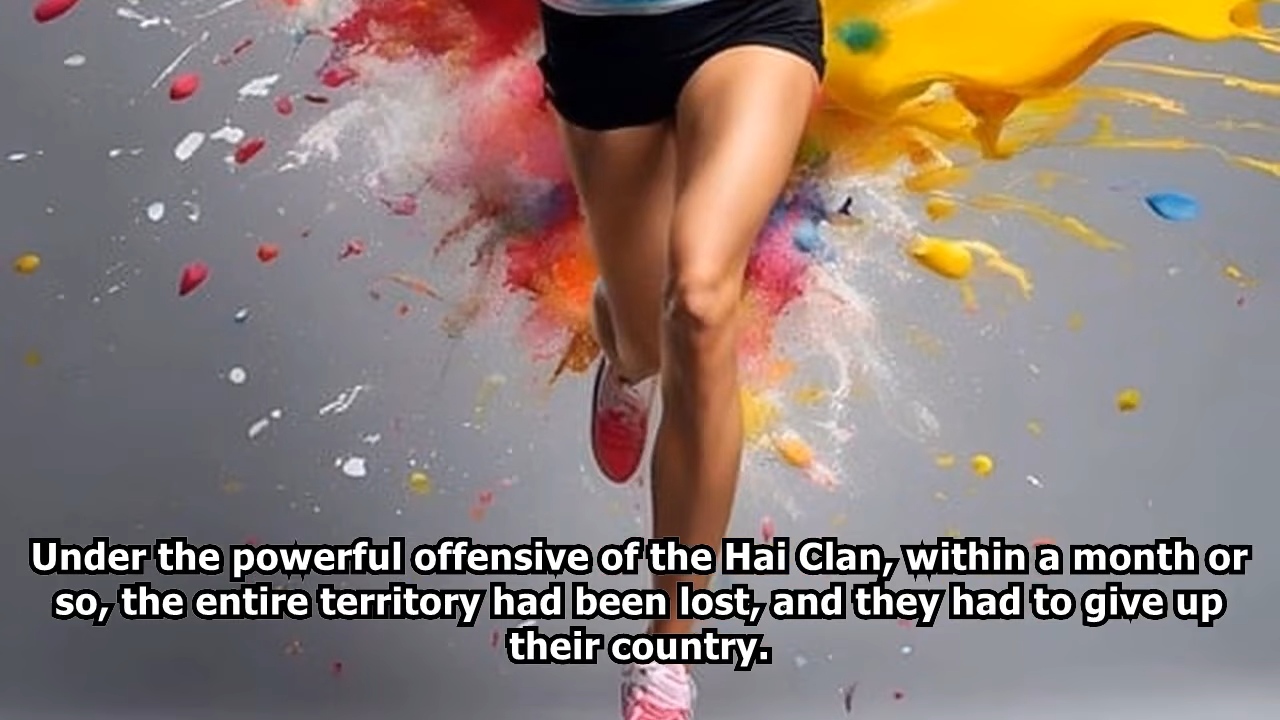 Under the powerful offensive of the Hai Clan, within a month or
so, the entire territory had been lost, and they had to give up
their country.